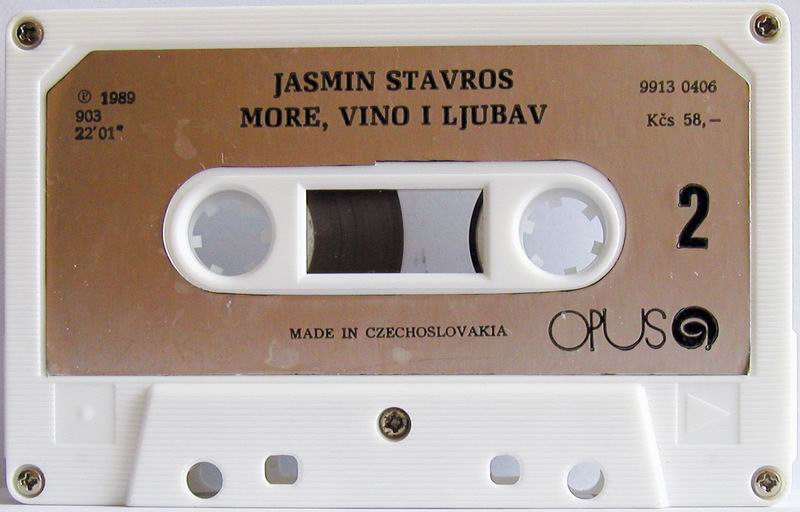 JASMIN STAVROS
MORE, VINO I LJUBAV
℗ 1989
903
22'01"
9913 0406
Kčs 58,–
2
MADE IN CZECHOSLOVAKIA
OPUS